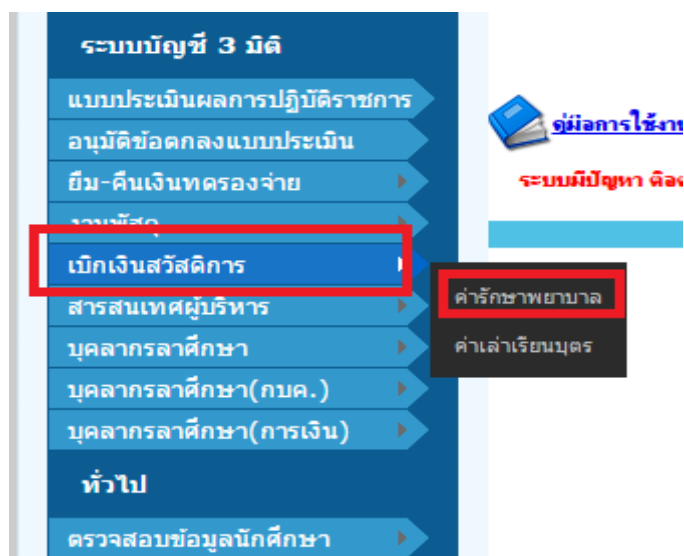 ระบบบัญชี 3 มิติ
แบบประเมินผลการปฏิบัติราชการ
อนุมัติข้อตกลงแบบประเมิน
ยืม-คืนเงินทดรองจ่าย
งานพัสดุ
เบิกเงินสวัสดิการ
สารสนเทศผู้บริหาร
บุคลากรลาศึกษา
บุคลากรลาศึกษา(กบค.)
บุคลากรลาศึกษา(การเงิน)
ทั่วไป
ตรวจสอบข้อมูลนักศึกษา
คู่มือการใช้งาน
ระบบมีปัญหา
ค่ารักษาพยาบาล
ค่าเล่าเรียนบุตร